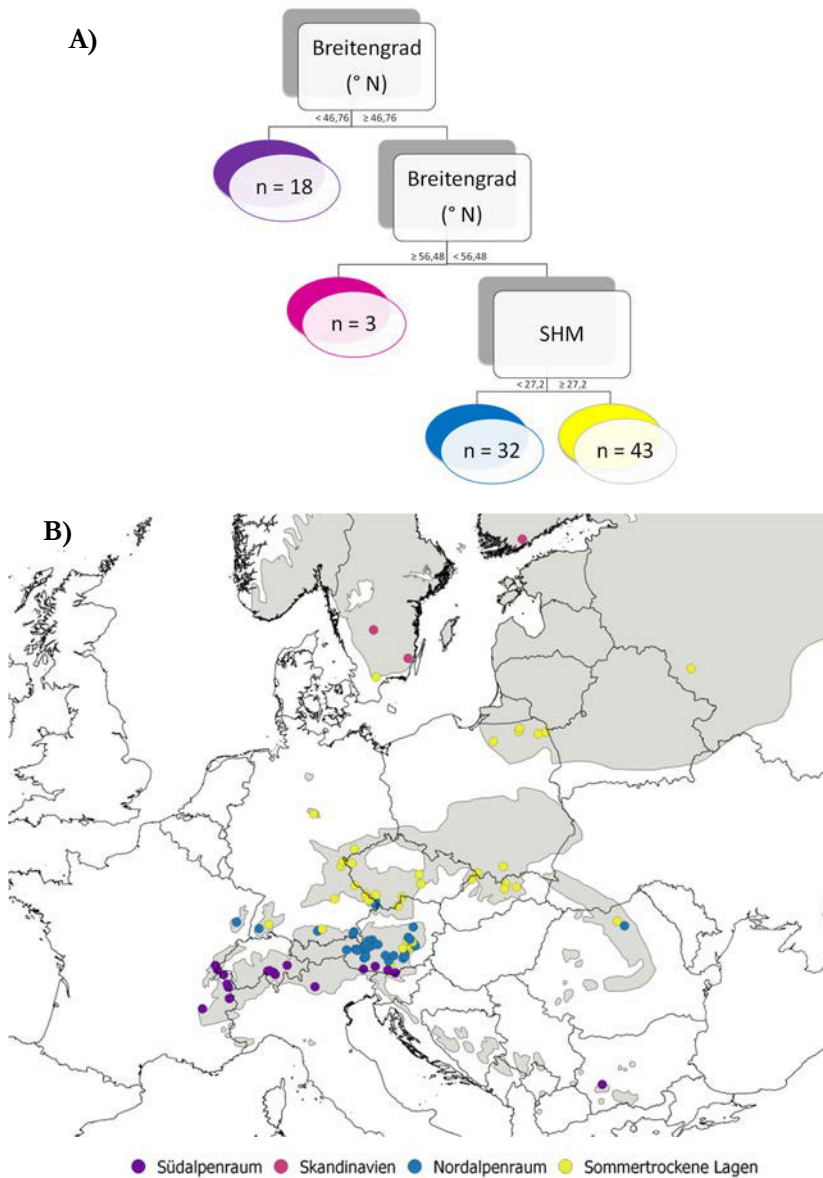 A)
Breitengrad
(° N)
< 46,76 ≥ 46,76
n = 18
Breitengrad
(° N)
≥ 56,48 < 56,48
n = 3
SHM
< 27,2 ≥ 27,2
n = 32
n = 43
B)
Südalpenraum Skandinavien Nordalpenraum Sommertrockene Lagen